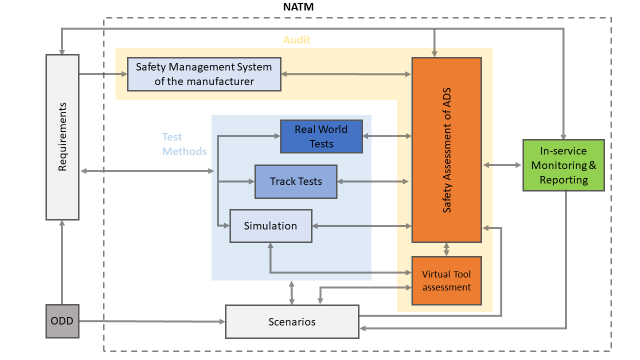 NATM
Audit
Safety Management System
of the manufacturer
Requirements
Test
Methods
Real World
Tests
Track Tests
Simulation
Safety Assessment of ADS
In-service
Monitoring &
Reporting
Virtual Tool
assessment
ODD
Scenarios